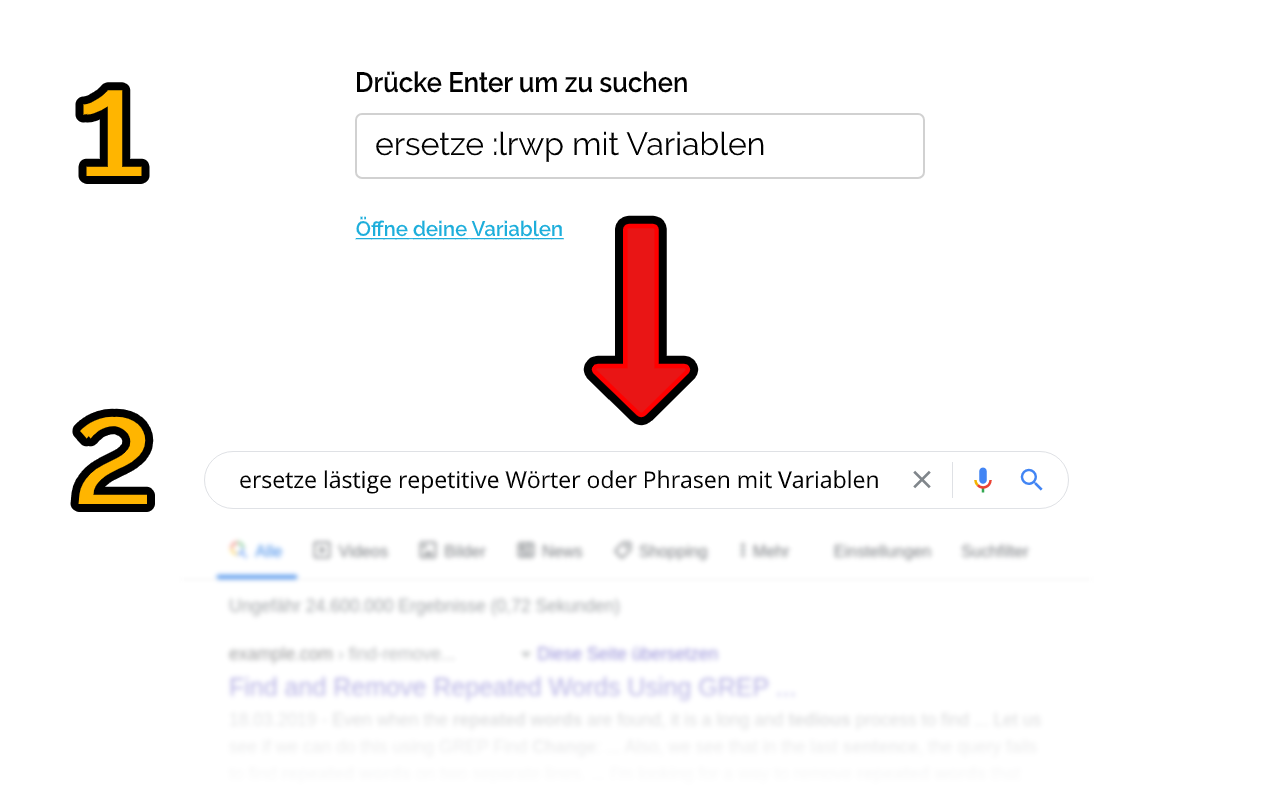 1
Drücke Enter um zu suchen
ersetze :lrwp mit Variablen
Öffne deine Variablen
2
ersetze lästige repetitive Wörter oder Phrasen mit Variablen
Alle Videos Bilder News Shopping Mehr Einstellungen Suchfilter
Ungefähr 24.600.000 Ergebnisse (0,72 Sekunden)
example.com › find-remove... Diese Seite übersetzen
Find and Remove Repeated Words Using GREP ...
19.03.2019 - Even when the repeated words are found, it is a long and tedious process to find ... Let us
see if we can do this using GREP Find Change. ... Also, we see that in the last sentence, the query fails